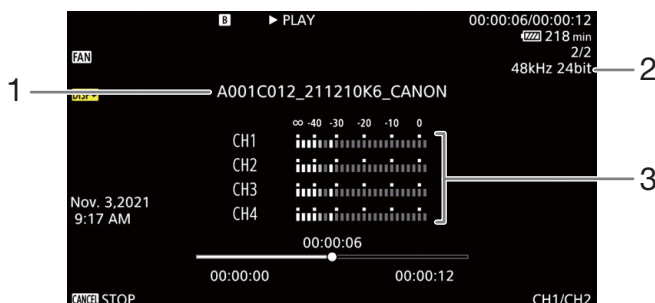 B ► PLAY 00:00:06/00:00:12
218 min
FAN 2/2
48kHz 24bit 2
1 DISP A001C012_211210K6_CANON
∞ -40 -30 -20 -10 0
CH1
CH2
CH3 3
Nov. 3,2021
CH4
9:17 AM
00:00:06
00:00:00 00:00:12
CANCEL STOP CH1/CH2